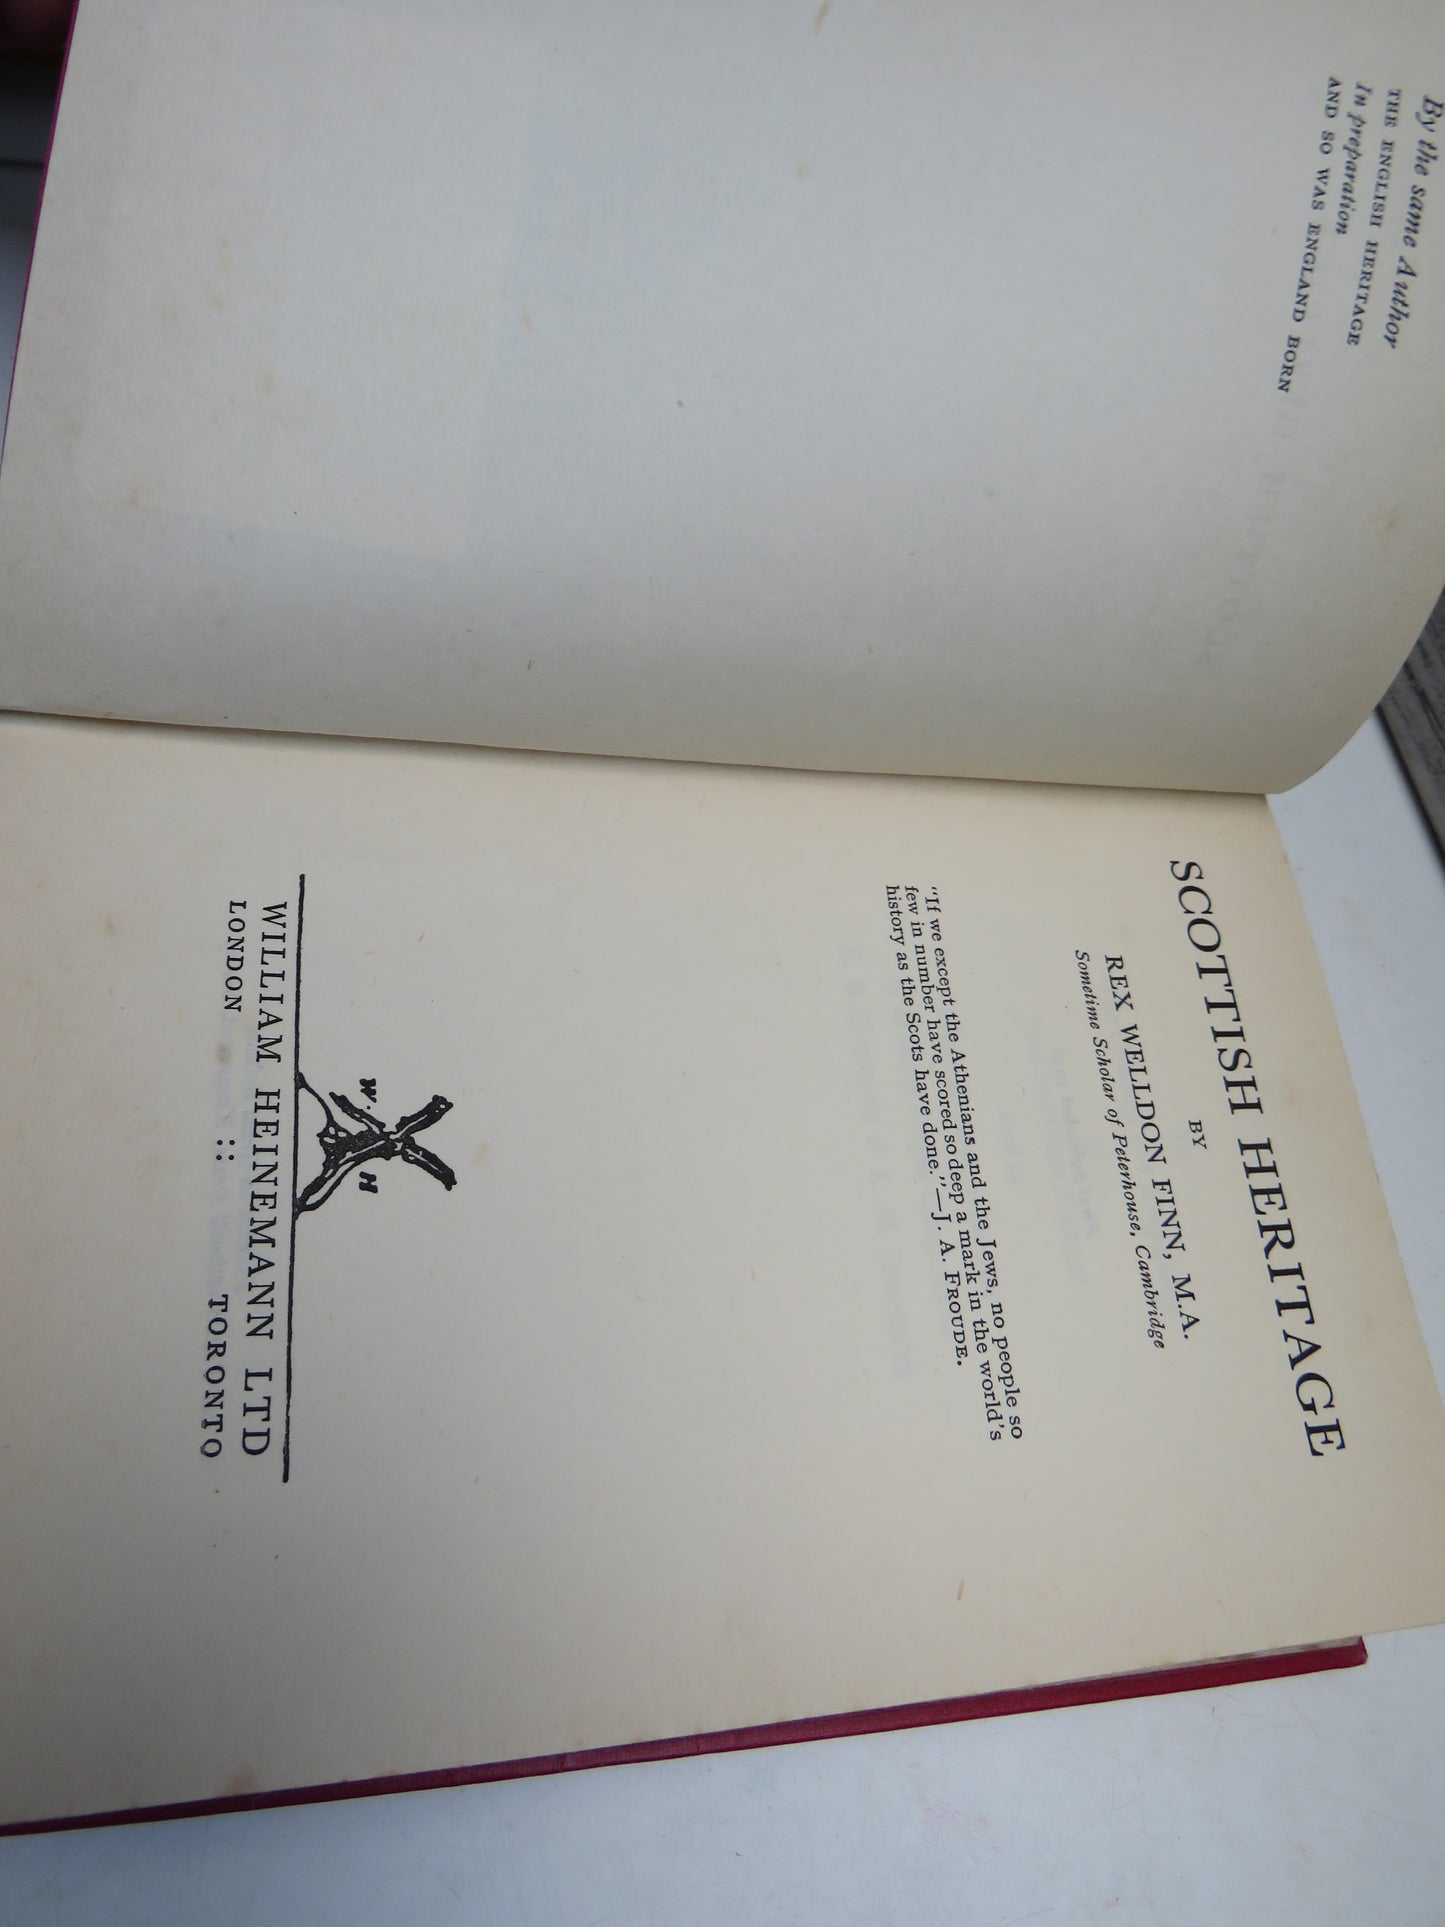 By the same Author
THE ENGLISH HERITAGE
In preparation
AND SO WAS ENGLAND BORN
SCOTTISH HERITAGE
BY
REX WELLDON FINN, M.A.
Sometime Scholar of Peterhouse, Cambridge
"If we except the Athenians and the Jews, no people so
few in number have scored so deep a mark in the world's
history as the Scots have done."—J. A. FROUDE.
W. H
WILLIAM HEINEMANN LTD
LONDON :: TORONTO